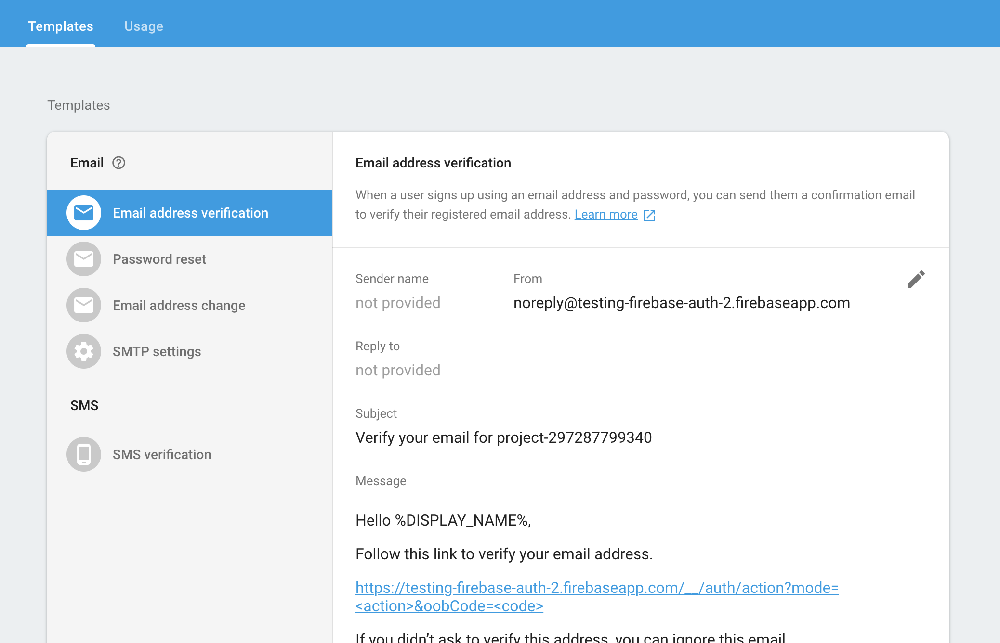 Templates
Usage
Templates
Email
Email address verification
Password reset
Email address change
SMTP settings
SMS
SMS verification
Email address verification
When a user signs up using an email address and password, you can send them a confirmation email
to verify their registered email address. Learn more
Sender name
not provided
From
noreply@testing-firebase-auth-2.firebaseapp.com
Reply to
not provided
Subject
Verify your email for project-297287799340
Message
Hello %DISPLAY_NAME%,
Follow this link to verify your email address.
https://testing-firebase-auth-2.firebaseapp.com/__/auth/action?mode=
<action>&oobCode=<code>
If you didn’t ask to verify this address, you can ignore this email